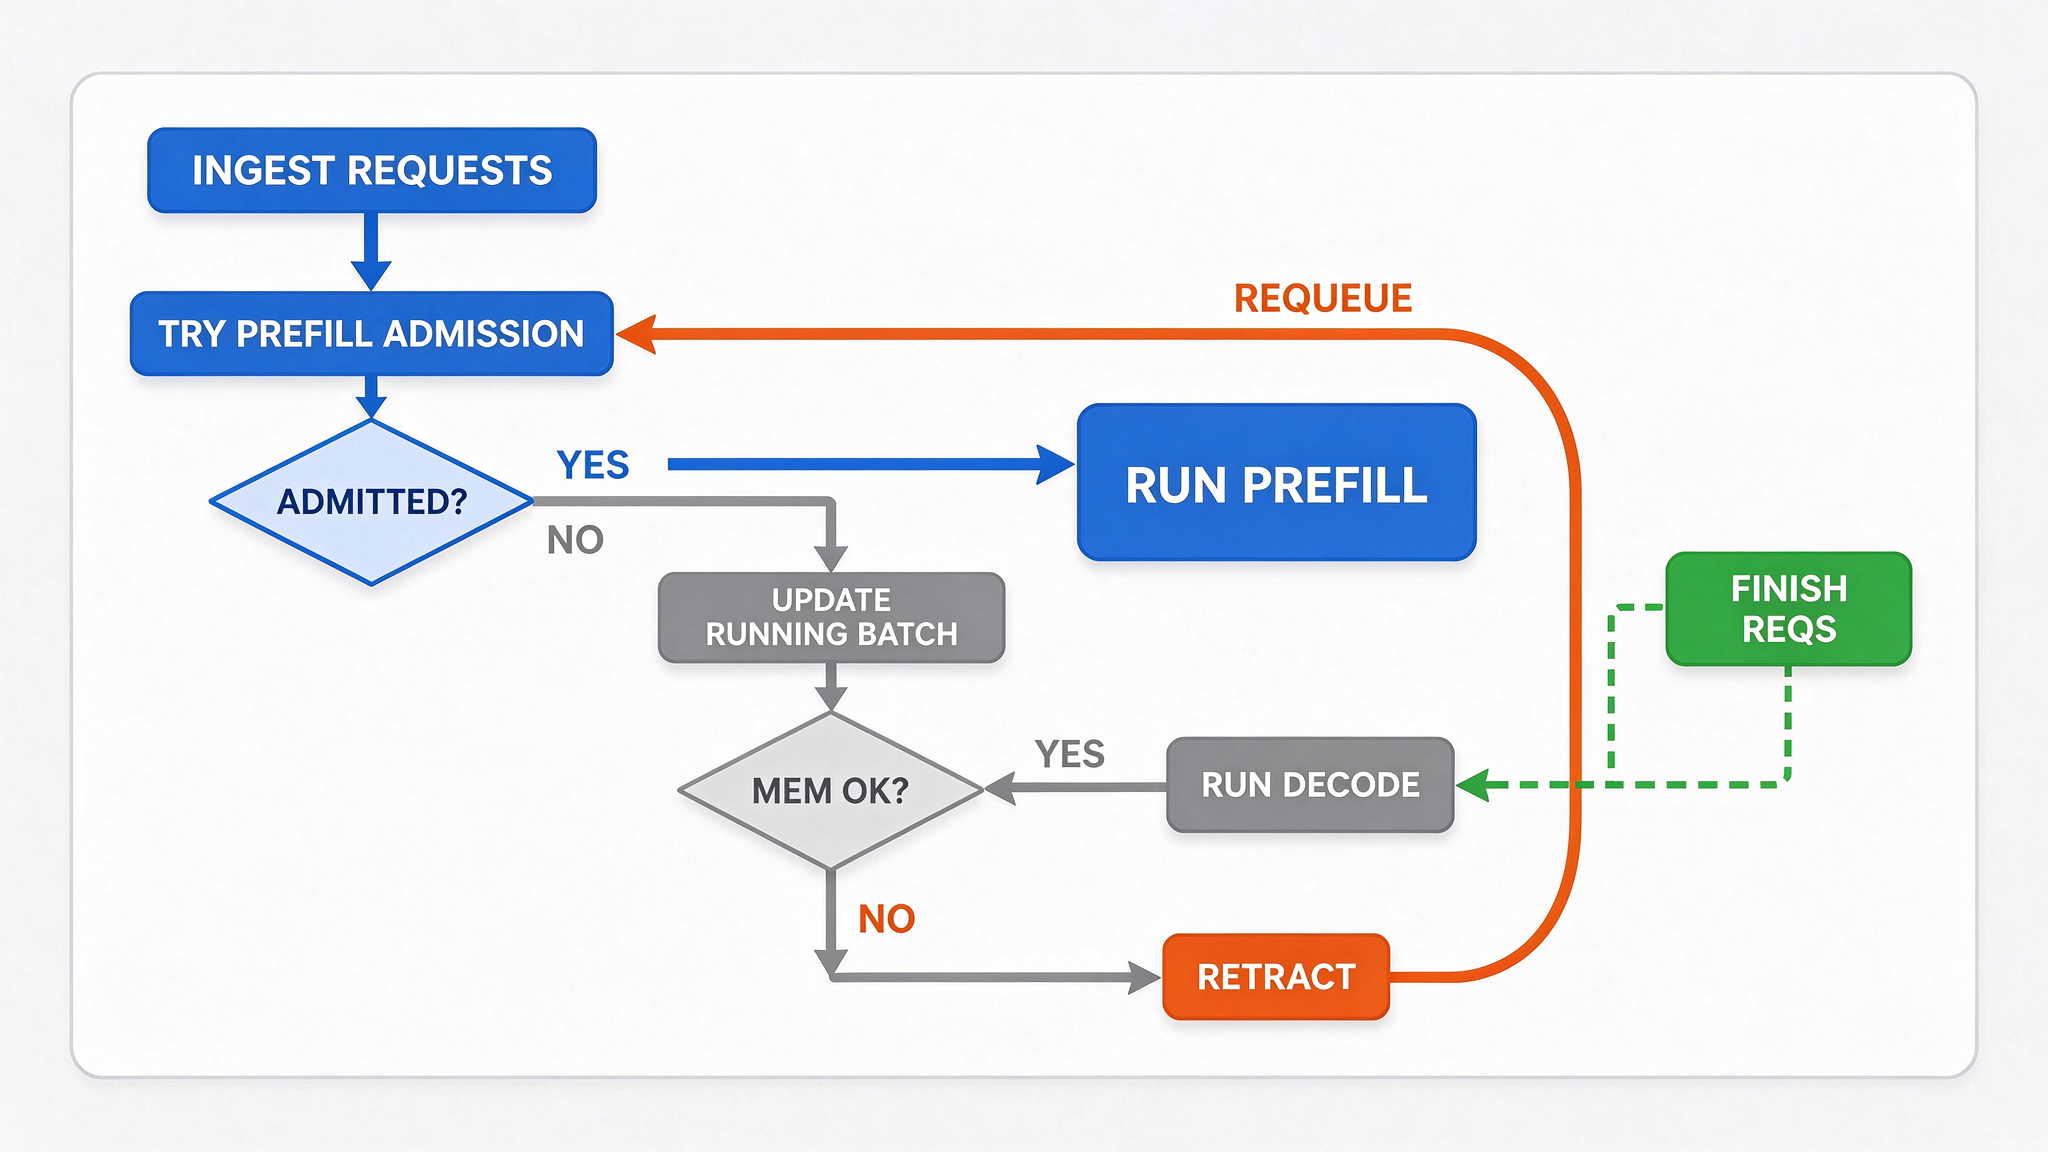 INGEST REQUESTS
TRY PREFILL ADMISSION
REQUEUE
ADMITTED?
YES
NO
RUN PREFILL
UPDATE
RUNNING BATCH
FINISH
REQS
MEM OK?
YES
RUN DECODE
NO
RETRACT